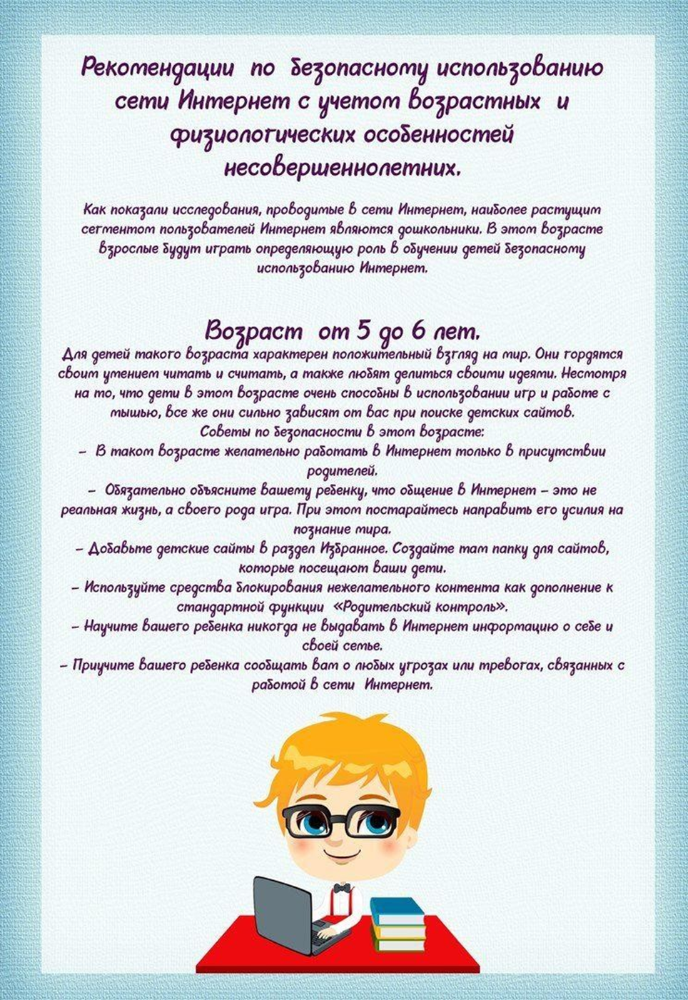 Рекомендации по безопасному использованию
сети Интернет с учетом возрастных и
физиологических особенностей
несовершеннолетних.
Как показали исследования, проводимые в сети Интернет, наиболее растущим
сегментом пользователей Интернет являются дошкольники. В этом возрасте
взрослые будут играть определяющую роль в обучении детей безопасному
использованию Интернет.
Возраст от 5 до 6 лет.
Для детей такого возраста характерен положительный взгляд на мир. Они гордятся
своим умением читать и считать, а также любят делиться своими идеями. Несмотря
на то, что дети в этом возрасте очень способны в использовании игр и работе с
мышью, все же они сильно зависят от вас при поиске детских сайтов.
Советы по безопасности в этом возрасте:
– В таком возрасте желательно работать в Интернет только в присутствии
родителей.
– Обязательно объясните вашему ребенку, что общение в Интернет – это не
реальная жизнь, а своего рода игра. При этом постарайтесь направить его усилия на
познание мира.
– Добавьте детские сайты в раздел Избранное. Создайте там папку для сайтов,
которые посещают ваши дети.
– Используйте средства блокирования нежелательного контента как дополнение к
стандартной функции «Родительский контроль».
– Научите вашего ребенка никогда не выдавать в Интернет информацию о себе и
своей семье.
– Приучите вашего ребенка сообщать вам о любых угрозах или тревогах, связанных с
работой в сети Интернет.